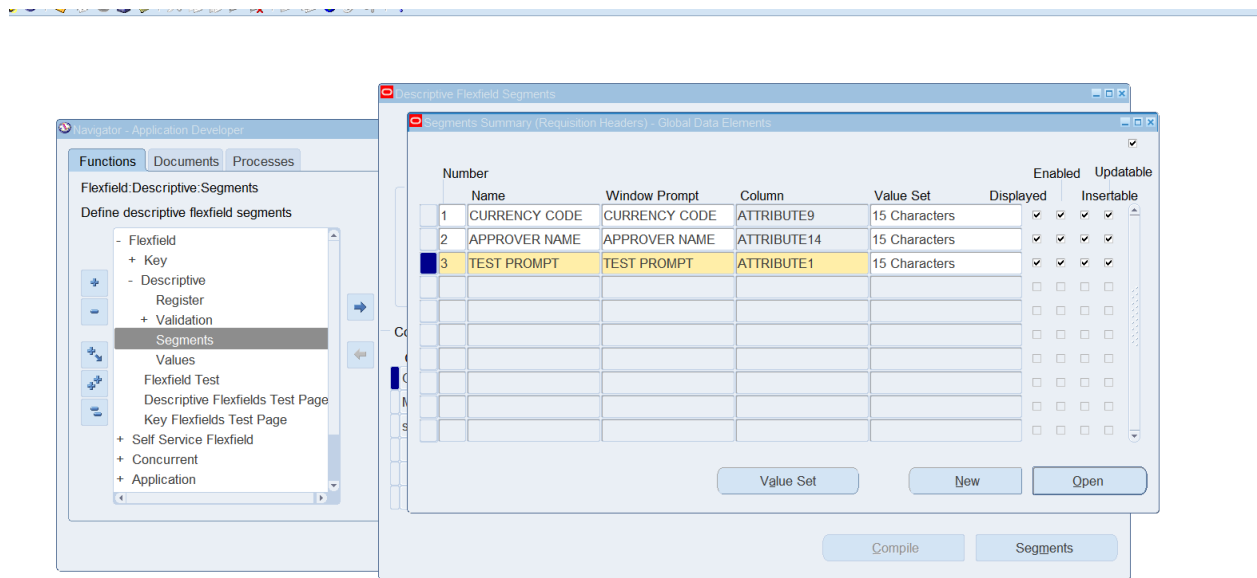 Descriptive Flexfield Segments
Segments Summary (Requisition Headers) - Global Data Elements
Navigator - Application Developer
Functions Documents Processes
Flexfield:Descriptive:Segments
Define descriptive flexfield segments
- Flexfield
+ Key
- Descriptive
Register
+ Validation
Segments
Values
Flexfield Test
Descriptive Flexfields Test Page
Key Flexfields Test Page
+ Self Service Flexfield
+ Concurrent
+ Application
Number Enabled Updatable
Name Window Prompt Column Value Set Displayed Insertable
1 CURRENCY CODE CURRENCY CODE ATTRIBUTE9 15 Characters
2 APPROVER NAME APPROVER NAME ATTRIBUTE14 15 Characters
3 TEST PROMPT TEST PROMPT ATTRIBUTE1 15 Characters
Value Set New Open
Compile Segments